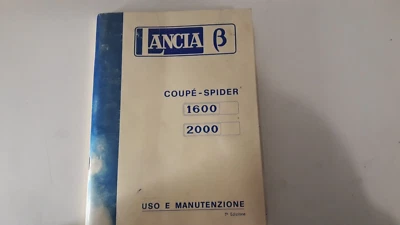 LANCIA β
COUPÉ - SPIDER
1600
2000
USO E MANUTENZIONE